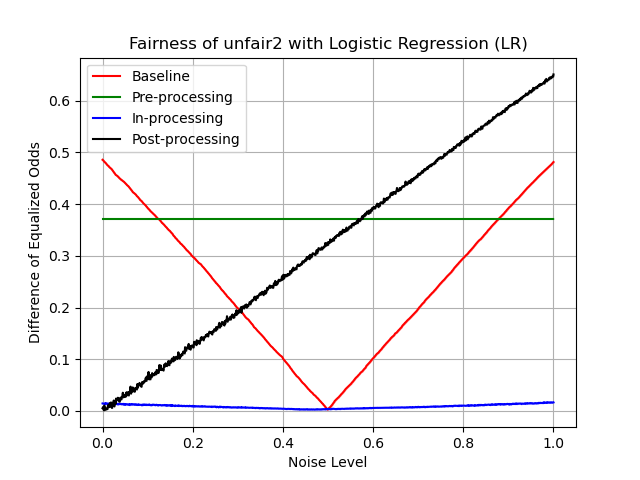 Fairness of unfair2 with Logistic Regression (LR)
Baseline
Pre-processing
In-processing
Post-processing
Difference of Equalized Odds
0.6
0.5
0.4
0.3
0.2
0.1
0.0
0.0 0.2 0.4 0.6 0.8 1.0
Noise Level